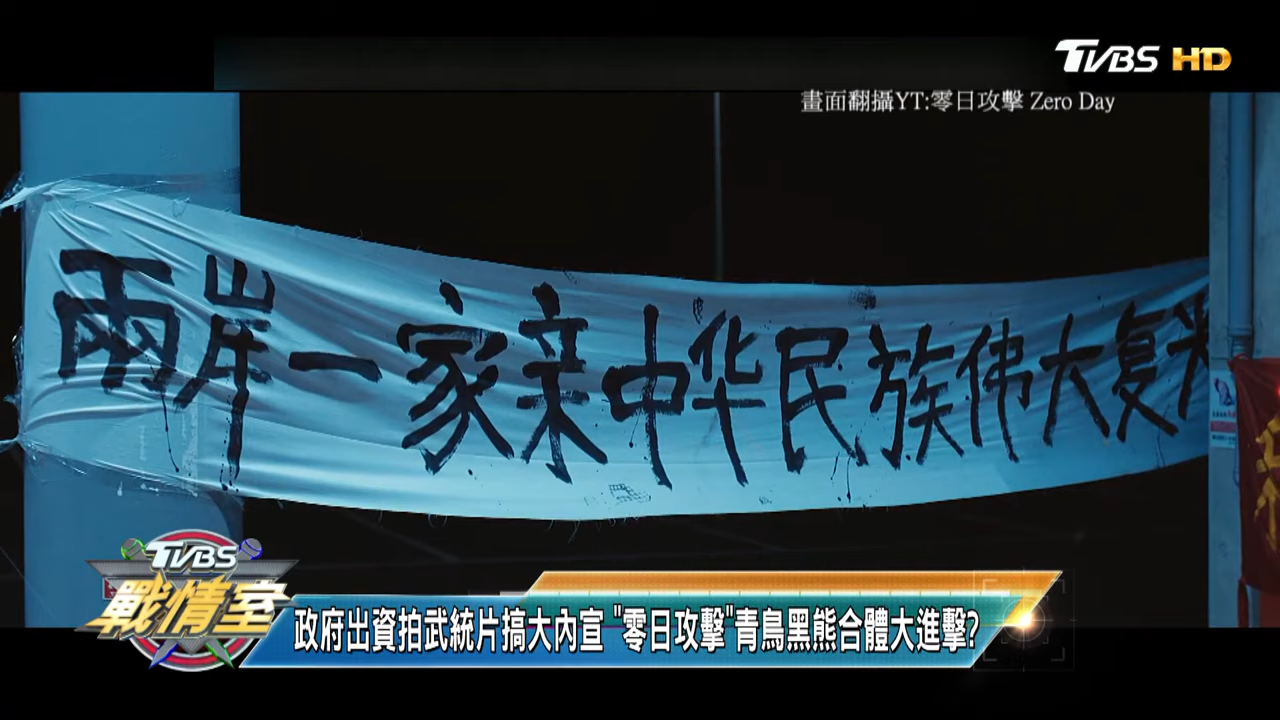 TVBS HD
畫面翻攝YT:零日攻擊 Zero Day
兩岸一家亲中华民族伟大复
TVBS
戰情室
政府出資拍武統片搞大內宣 "零日攻擊"青鳥黑熊合體大進擊?